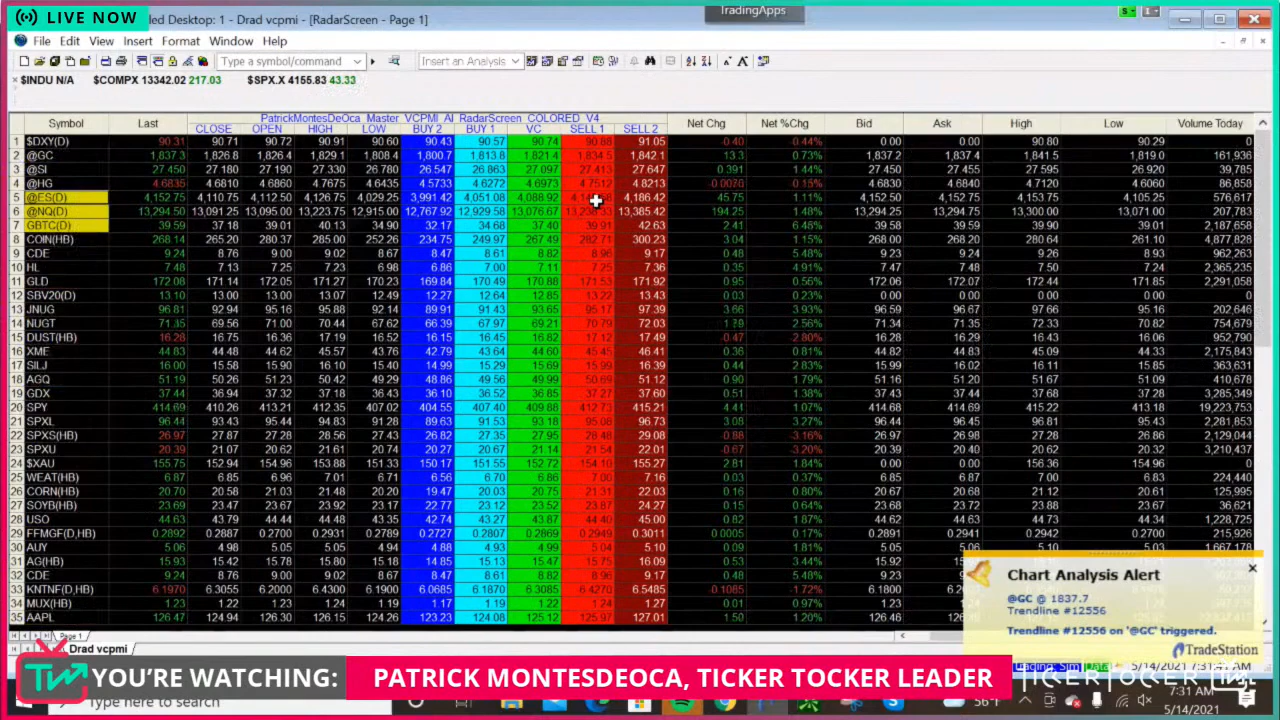 LIVE NOW
ed Desktop: 1 - Drad vcpmi - [RadarScreen - Page 1]
TradingApps
File Edit View Insert Format Window Help
Type a symbol/command
Insert an Analysis
$INDU N/A $COMPX 13342.02 217.03 $SPX.X 4155.83 43.33
PatrickMontesDeOca Master VCPMI AI RadarScreen COLORED V4
Symbol Last CLOSE OPEN HIGH LOW BUY 2 BUY 1 VC SELL 1 SELL 2 Net Chg Net %Chg Bid Ask High Low Volume Today
1 $DXY(D) 90.31 90.71 90.72 90.91 90.60 90.43 90.57 90.74 90.88 91.05 -0.40 -0.44% 0.00 0.00 90.80 90.29 0
2 @GC 1,837.3 1,826.8 1,826.4 1,829.1 1,808.4 1,800.7 1,813.8 1,821.4 1,834.5 1,842.1 13.3 0.73% 1,837.2 1,837.4 1,841.5 1,819.0 161,936
3 @SI 27.450 27.180 27.190 27.330 26.780 26.547 26.863 27.097 27.413 27.647 0.391 1.44% 27.445 27.455 27.595 26.920 39,785
4 @HG 4.6835 4.6810 4.6860 4.7675 4.6435 4.5733 4.6272 4.6973 4.7512 4.8213 -0.0070 -0.15% 4.6830 4.6840 4.7120 4.6060 86,858
5 @ES(D) 4,152.75 4,110.75 4,112.50 4,126.25 4,029.25 3,991.42 4,051.08 4,088.92 4,186.42 45.75 1.11% 4,152.50 4,152.75 4,153.50 4,105.25 576,617
6 @NQ(D) 13,294.50 13,091.25 13,095.00 13,223.75 12,915.00 12,767.92 12,929.58 13,076.67 13,238.33 13,385.42 194.25 1.48% 13,294.25 13,295.00 13,301.00 13,071.00 207,783
7 GBTC(D) 39.59 37.18 39.01 40.13 34.90 32.17 34.68 37.40 39.91 42.63 2.41 6.48% 39.58 39.59 39.90 39.01 2,187,658
8 COIN(HB) 268.14 265.20 280.37 285.00 252.26 234.75 249.97 267.49 282.71 300.23 3.04 1.15% 268.00 268.20 280.64 261.10 4,877,828
9 CDE 9.24 8.76 9.00 9.02 8.67 8.47 8.61 8.82 8.96 9.17 0.48 5.48% 9.23 9.24 9.26 8.93 962,263
10 HL 7.48 7.13 7.25 7.23 6.98 6.86 7.00 7.11 7.25 7.36 0.35 4.91% 7.47 7.48 7.50 7.24 2,365,235
11 GLD 172.08 171.14 172.05 171.27 170.23 169.84 170.49 170.88 171.53 171.92 0.95 0.56% 172.06 172.07 172.44 171.85 2,291,058
12 SBV20(D) 13.10 13.00 13.00 13.07 12.49 12.27 12.64 12.85 13.22 13.43 0.03 0.23% 0.00 0.00 0.00 0.00 0
13 JNUG 96.81 92.94 95.16 95.88 92.14 89.91 91.43 93.65 95.17 97.39 3.66 3.93% 96.59 96.67 97.66 95.16 202,646
14 NUGT 71.35 69.56 71.00 70.44 67.62 66.39 67.97 69.21 70.79 72.03 2.56% 71.34 71.35 72.33 70.82 754,679
15 DUST(HB) 16.28 16.75 16.36 17.19 16.52 16.15 16.45 16.82 17.12 17.49 -0.47 -2.80% 16.28 16.29 16.43 16.06 952,790
16 XME 44.83 44.48 44.62 45.57 43.76 42.79 43.64 44.60 45.45 46.41 0.36 0.81% 44.82 44.83 45.09 44.33 2,175,843
17 SILJ 16.00 15.58 15.90 16.10 15.40 14.99 15.29 15.69 15.99 16.39 0.44 2.83% 15.99 16.02 16.11 15.85 363,631
18 AGQ 51.19 50.26 51.23 50.42 49.29 48.86 49.56 49.99 50.69 51.12 0.90 1.79% 51.16 51.20 51.76 50.60 410,678
19 GDX 37.44 36.94 37.32 37.18 36.43 36.10 36.52 36.85 37.27 37.60 0.51 1.38% 37.43 37.44 37.68 37.28 3,285,349
20 SPY 414.69 410.26 413.21 412.35 407.02 404.55 407.40 409.88 412.73 415.21 4.41 1.07% 414.68 414.69 415.22 413.18 19,223,753
21 SPXL 96.44 93.43 95.44 94.83 91.28 89.63 91.53 93.18 95.08 96.73 3.08 3.27% 96.44 96.45 96.81 95.43 2,281,853
22 SPXS(HB) 26.97 27.87 27.28 28.56 27.43 26.82 27.35 27.95 28.48 29.08 -0.88 -3.16% 26.96 26.98 27.28 26.85 2,129,044
23 SPXU 20.39 21.07 20.62 21.59 20.74 20.27 20.67 21.14 21.54 22.01 -0.67 -3.20% 20.39 20.40 20.62 20.32 3,210,437
24 $XAU 155.75 152.94 154.96 153.88 151.33 150.17 151.55 152.72 154.10 155.27 2.81 1.84% 0.00 0.00 156.36 154.96 0
25 WEAT(HB) 6.87 6.85 6.96 7.01 6.71 6.56 6.70 6.86 7.00 7.16 0.03 0.37% 6.85 6.87 7.00 6.83 224,440
26 CORN(HB) 20.70 20.58 21.03 21.48 20.20 19.47 20.03 20.75 21.31 22.03 0.16 0.80% 20.67 20.68 21.12 20.61 125,995
27 SOYB(HB) 23.69 23.47 23.67 23.92 23.17 22.77 23.12 23.52 23.87 24.27 0.15 0.64% 23.68 23.72 23.88 23.58 36,621
28 USO 44.63 43.79 44.44 44.48 43.35 42.74 43.27 43.87 44.40 45.00 0.82 1.87% 44.62 44.63 44.90 44.13 1,228,725
29 FFMGF(D,HB) 0.2892 0.2887 0.2700 0.2931 0.2789 0.2727 0.2807 0.2869 0.2949 0.3011 0.0005 0.17% 0.2891 0.2941 0.2942 0.2700 215,926
30 AUY 5.06 4.98 5.05 5.05 4.94 4.88 4.93 4.99 5.04 5.10 0.09 1.81% 5.05 5.06 5.10 5.03 1,667,178
31 AG(HB) 15.93 15.42 15.78 15.80 15.18 14.85 15.13 15.47 15.75 16.09 0.53 3.44% 15.92
32 CDE 9.24 8.76 9.00 9.02 8.67 8.47 8.61 8.82 8.96 9.17 0.48 5.48% 9.23
33 KNTNF(D,HB) 6.1970 6.3055 6.2000 6.4300 6.1900 6.0685 6.1870 6.3085 6.4270 6.5485 -0.1085 -1.72% 6.1800
34 MUX(HB) 1.23 1.22 1.23 1.24 1.19 1.17 1.19 1.22 1.24 1.27 0.01 0.97% 1.23
35 AAPL 126.47 124.94 126.30 126.15 124.26 123.23 124.08 125.12 125.97 127.01 1.50 1.20% 126.46
Chart Analysis Alert
@GC @ 1837.7
Trendline #12556
Trendline #12556 on '@GC' triggered.
TradeStation
Page 1
Drad vcpmi
5/14/2021
TW YOU'RE WATCHING: PATRICK MONTESDEOCA, TICKER TOCKER LEADER
TICKERTOCKER
here to search
56°F
7:31 AM
5/14/2021